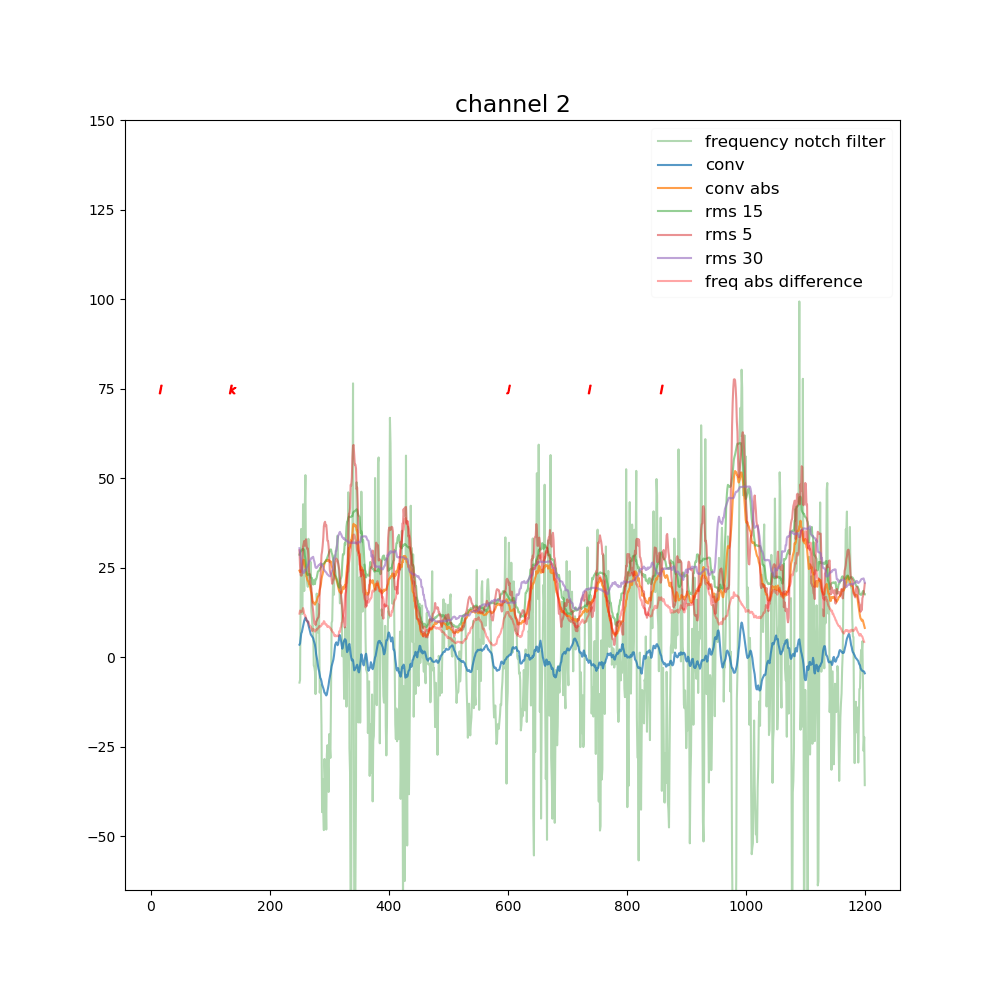 channel 2
150
125
100
75
50
25
0
−25
−50
frequency notch filter
conv
conv abs
rms 15
rms 5
rms 30
freq abs difference
l k j l l
0 200 400 600 800 1000 1200